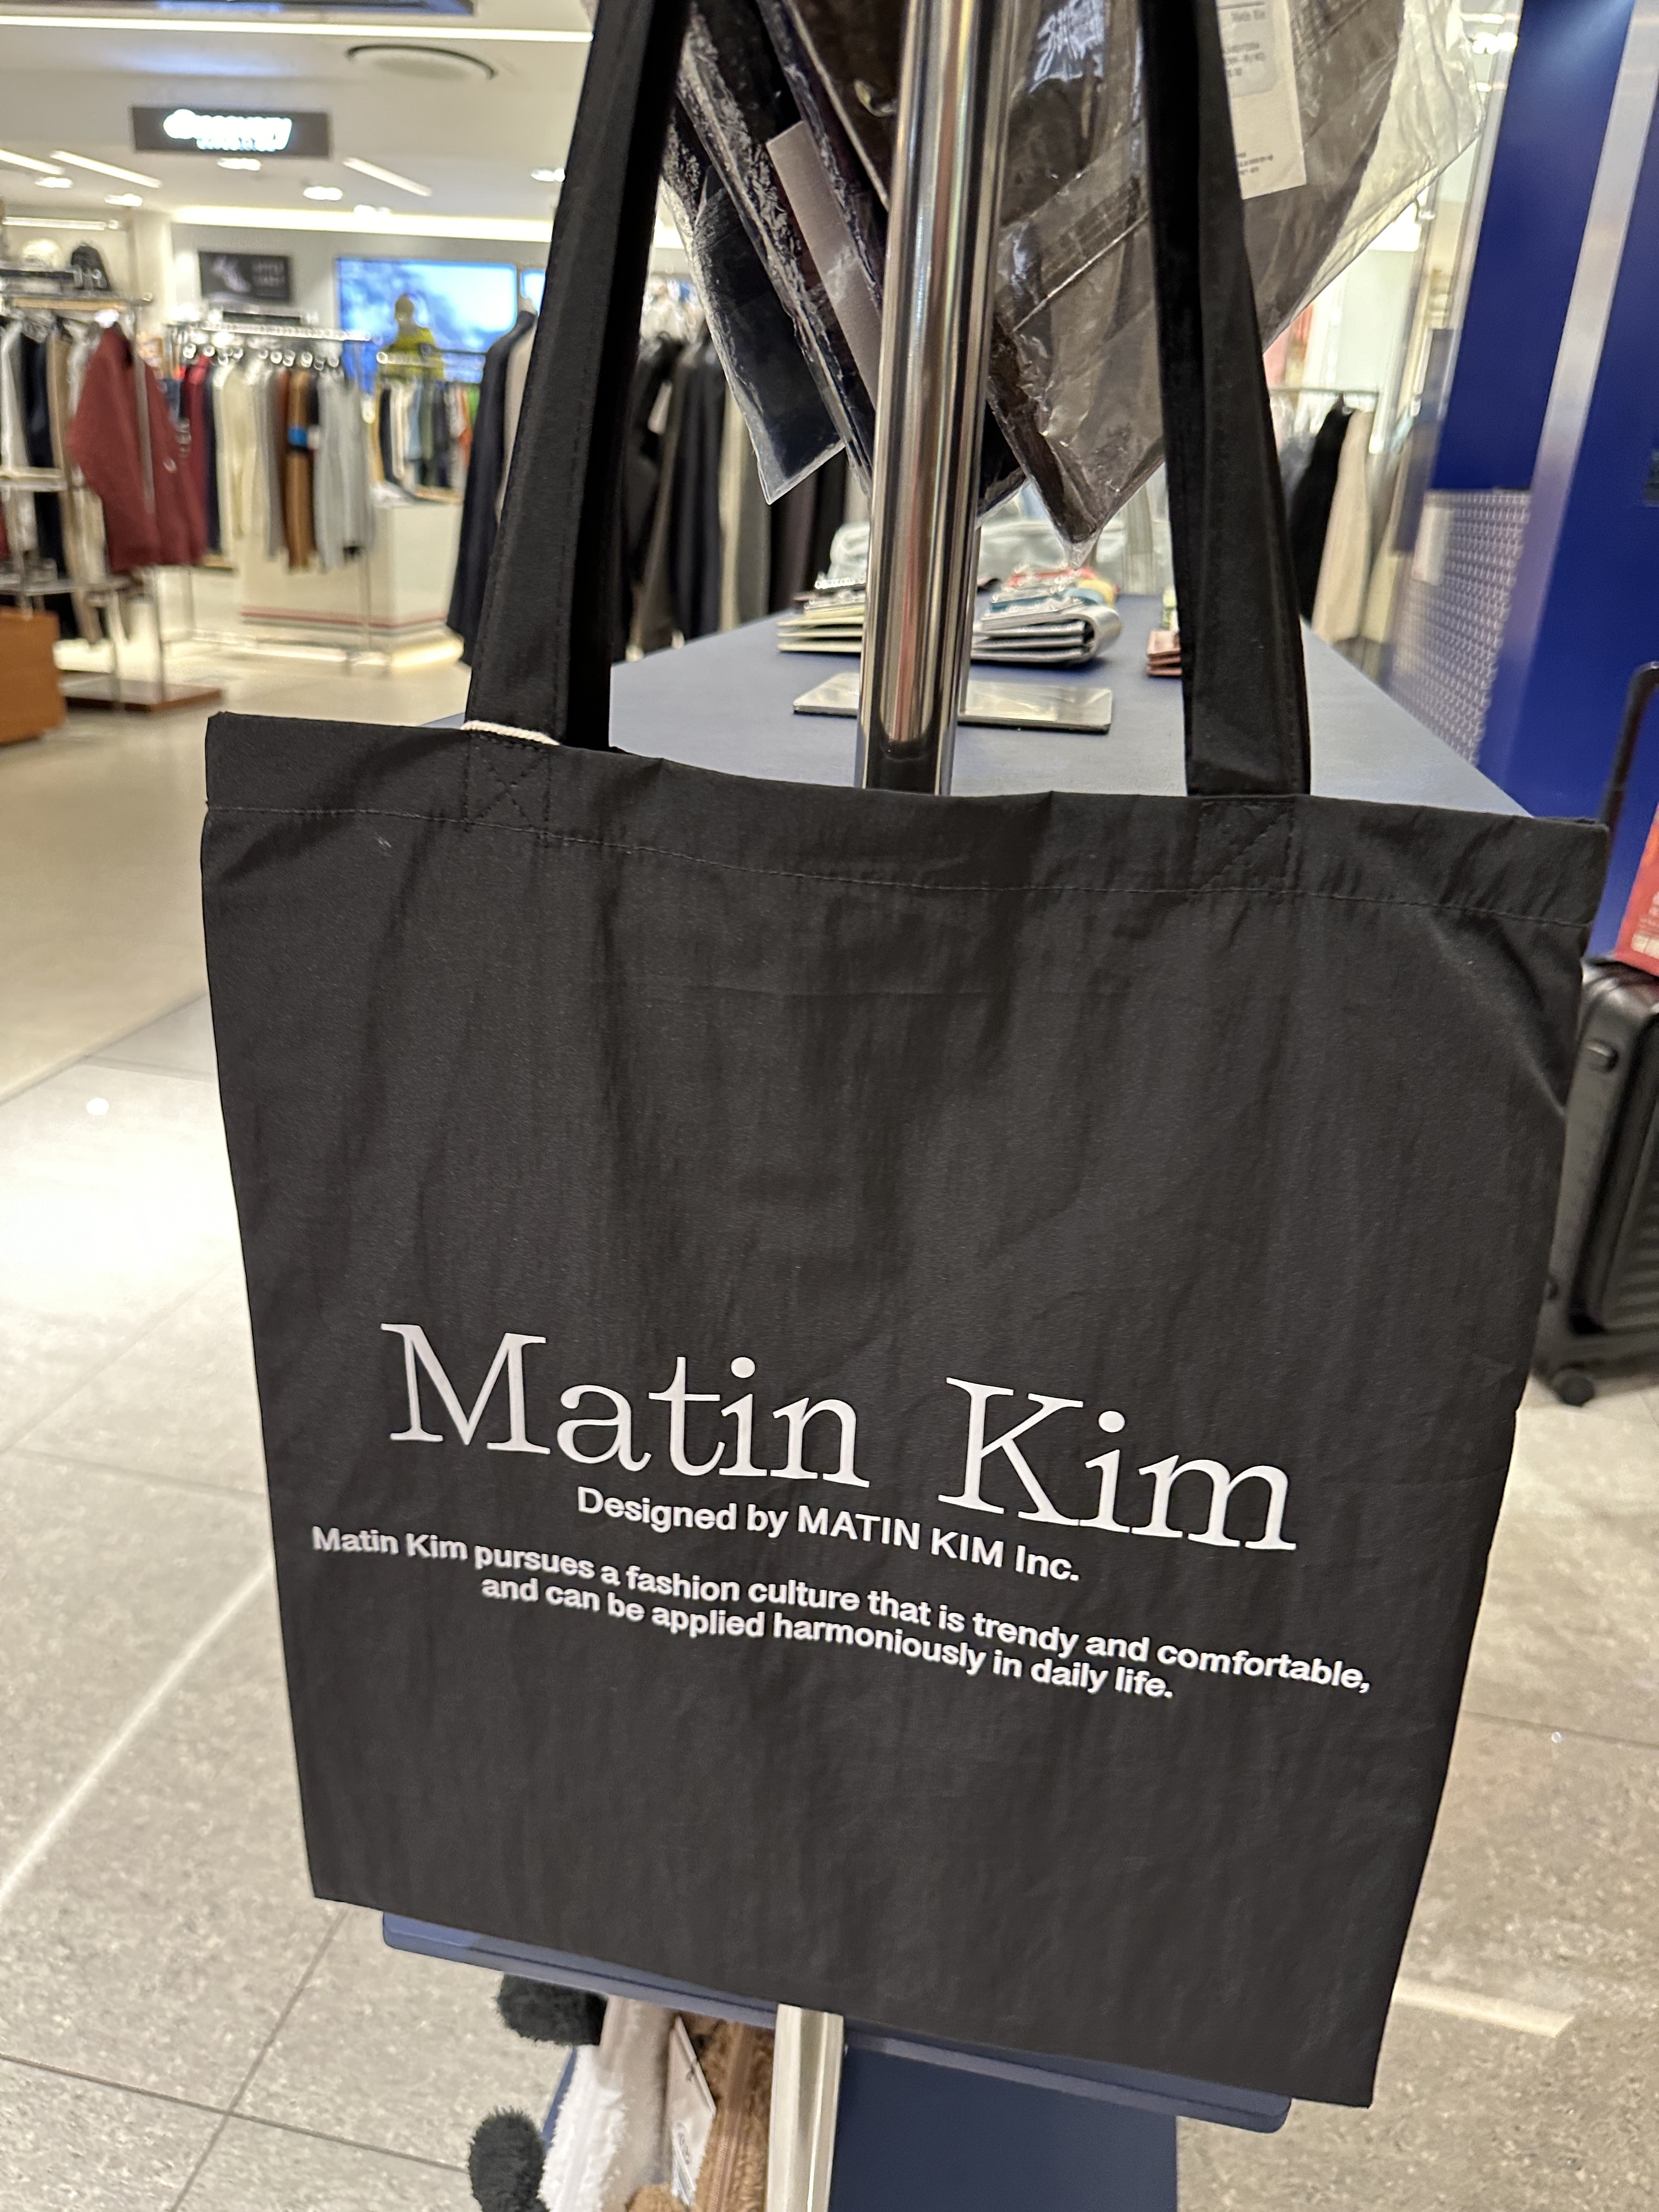 Discovery
Matin Kim
Designed by MATIN KIM Inc.
Matin Kim pursues a fashion culture that is trendy and comfortable,
and can be applied harmoniously in daily life.